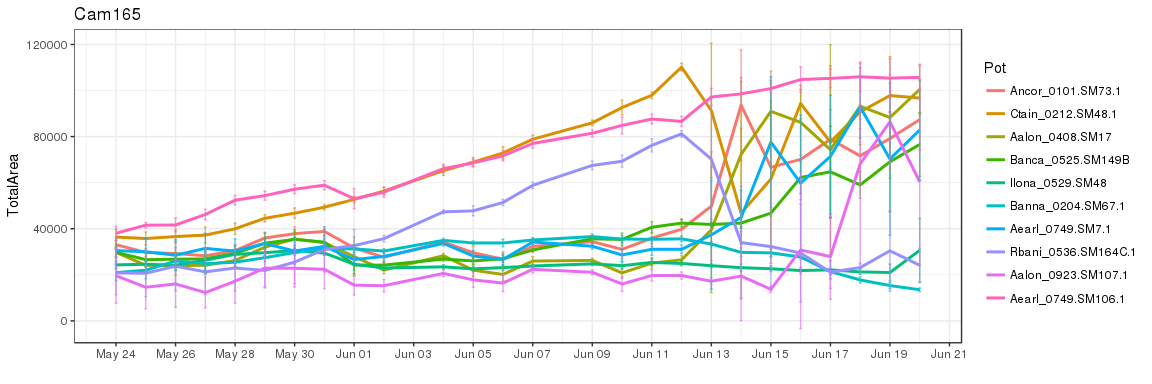 Cam165
TotalArea
120000
80000
40000
0
May 24 May 26 May 28 May 30 Jun 01 Jun 03 Jun 05 Jun 07 Jun 09 Jun 11 Jun 13 Jun 15 Jun 17 Jun 19 Jun 21
Pot
Ancor_0101.SM73.1
Ctain_0212.SM48.1
Aalon_0408.SM17
Banca_0525.SM149B
Ilona_0529.SM48
Banna_0204.SM67.1
Aearl_0749.SM7.1
Rbani_0536.SM164C.1
Aalon_0923.SM107.1
Aearl_0749.SM106.1